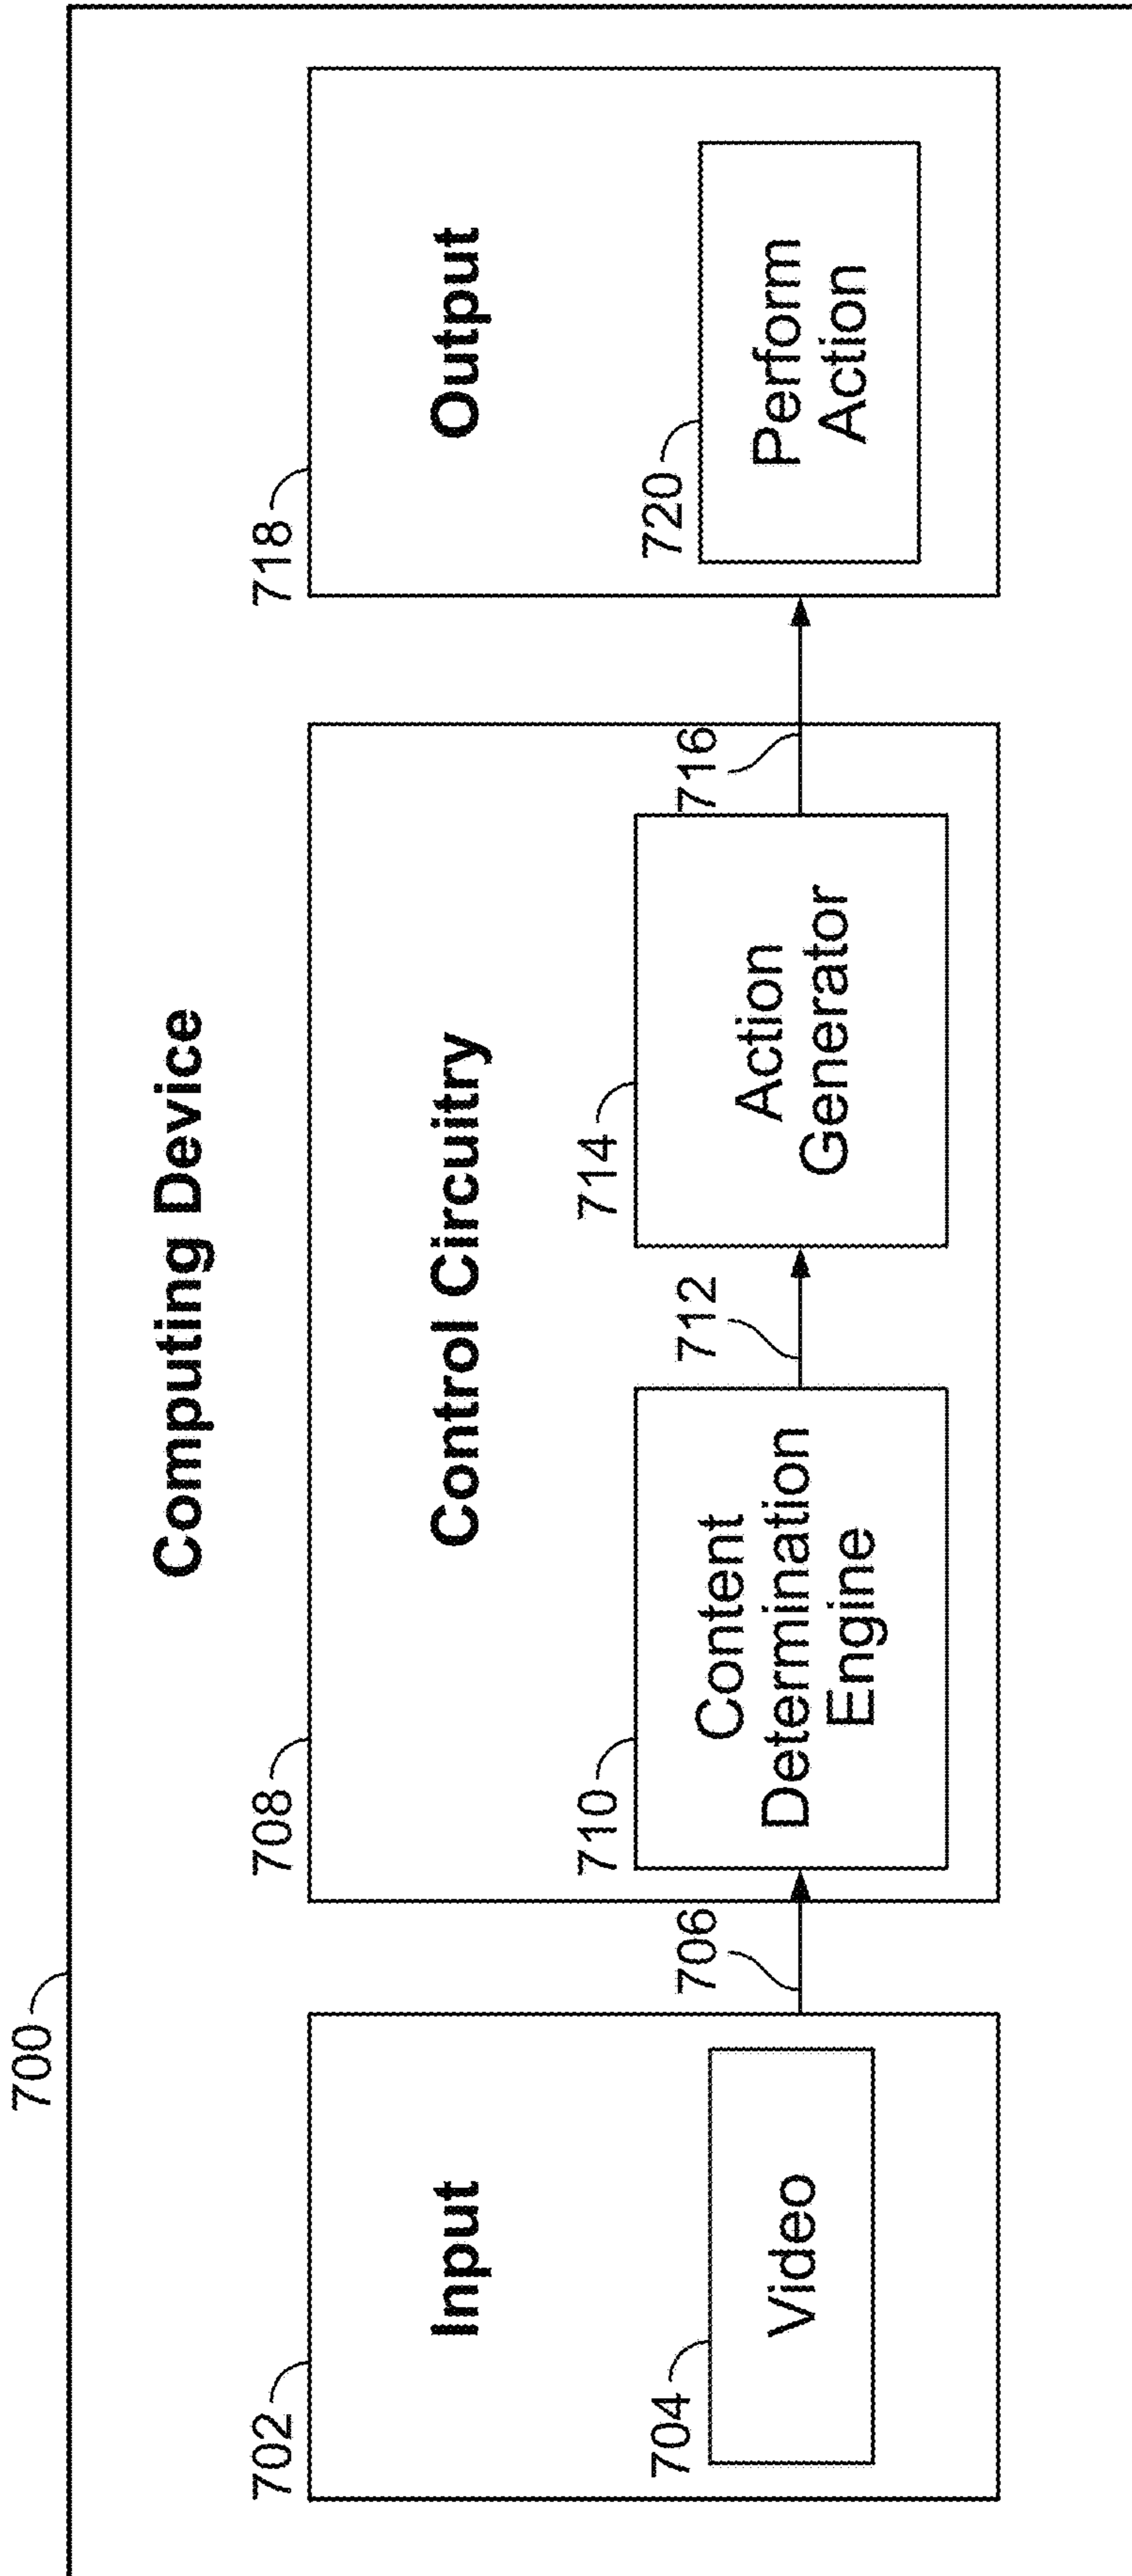 700
Computing Device
702
Input
704
Video
706
708
Control Circuitry
710
Content
Determination
Engine
712
714
Action
Generator
716
718
Output
720
Perform
Action